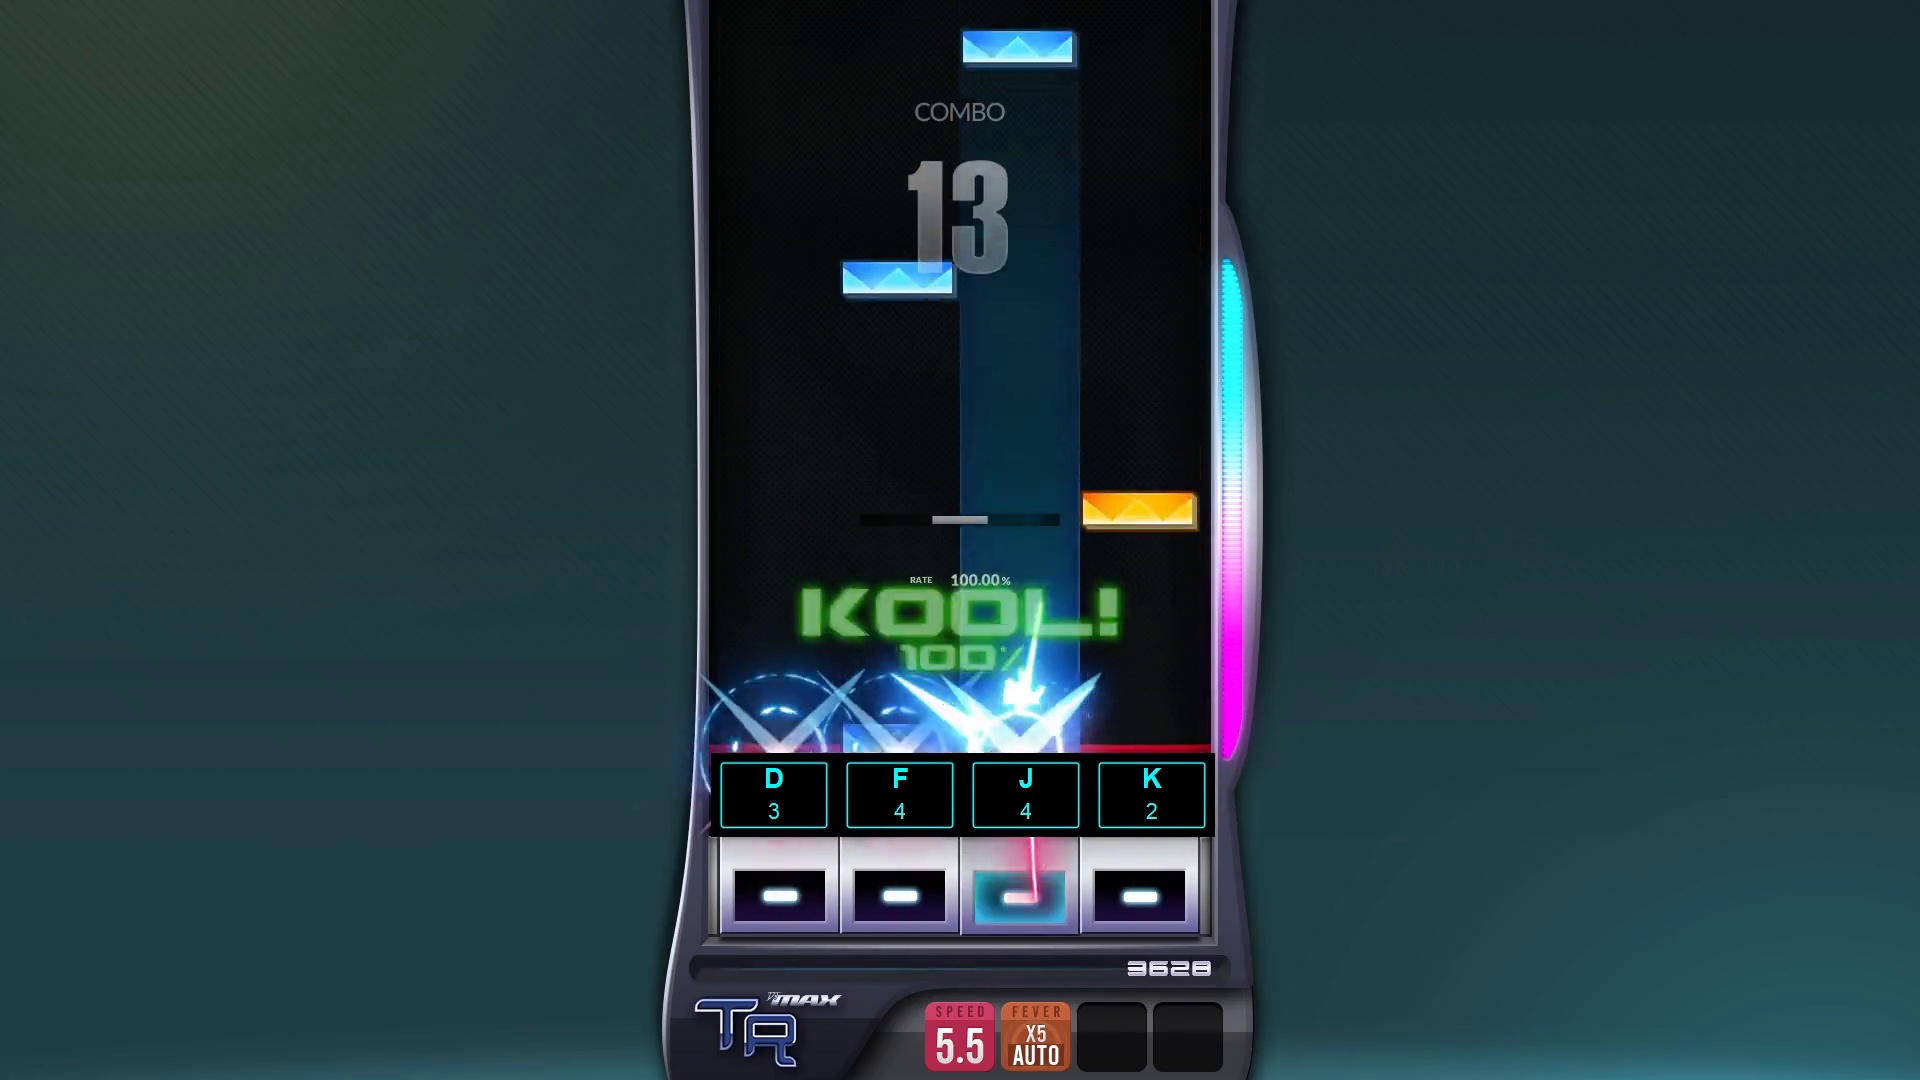 COMBO
13
RATE 100.00%
KOOL!
100%
D F J K
3 4 4 2
3628
MAX
TR
SPEED FEVER
5.5 X5
AUTO